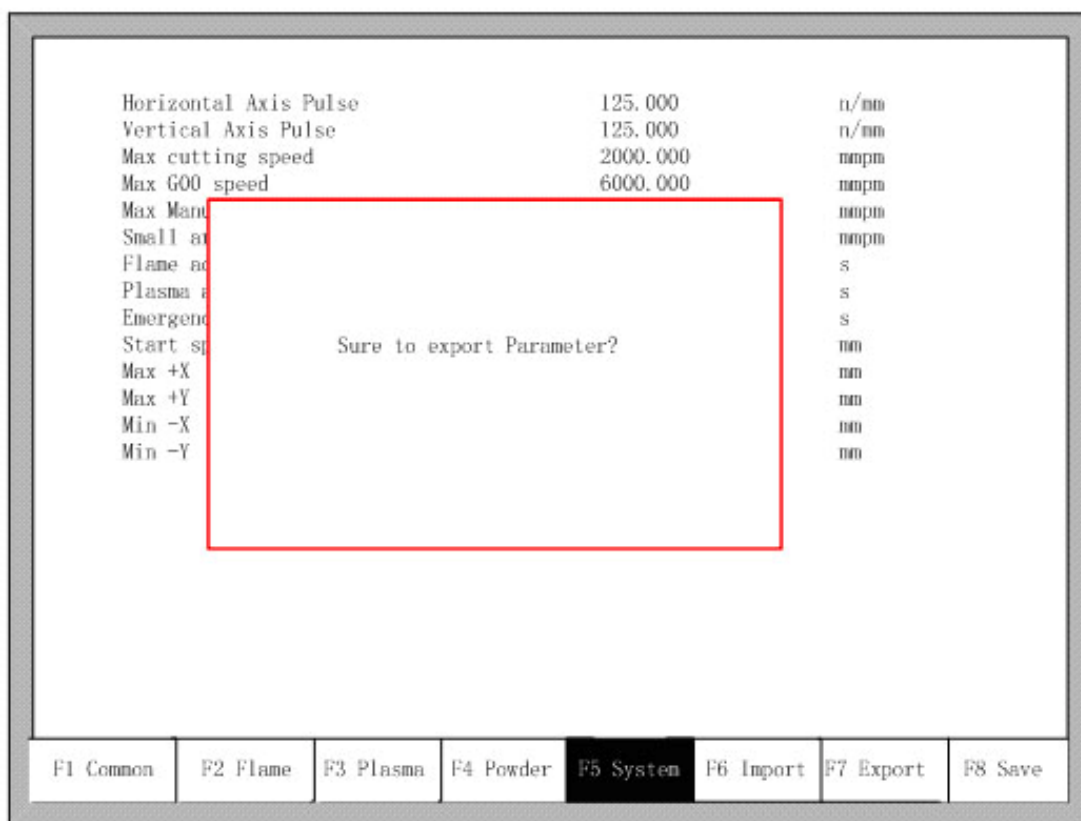 Horizontal Axis Pulse 125.000 n/mm
Vertical Axis Pulse 125.000 n/mm
Max cutting speed 2000.000 mmpm
Max G00 speed 6000.000 mmpm
Max mmpm
Small mmpm
Flame s
Plasma s
s
Start Sure to export Parameter? mm
Max +X mm
Max +Y mm
Min -X mm
Min -Y mm
F1 Common F2 Flame F3 Plasma F4 Powder F5 System F6 Import F7 Export F8 Save